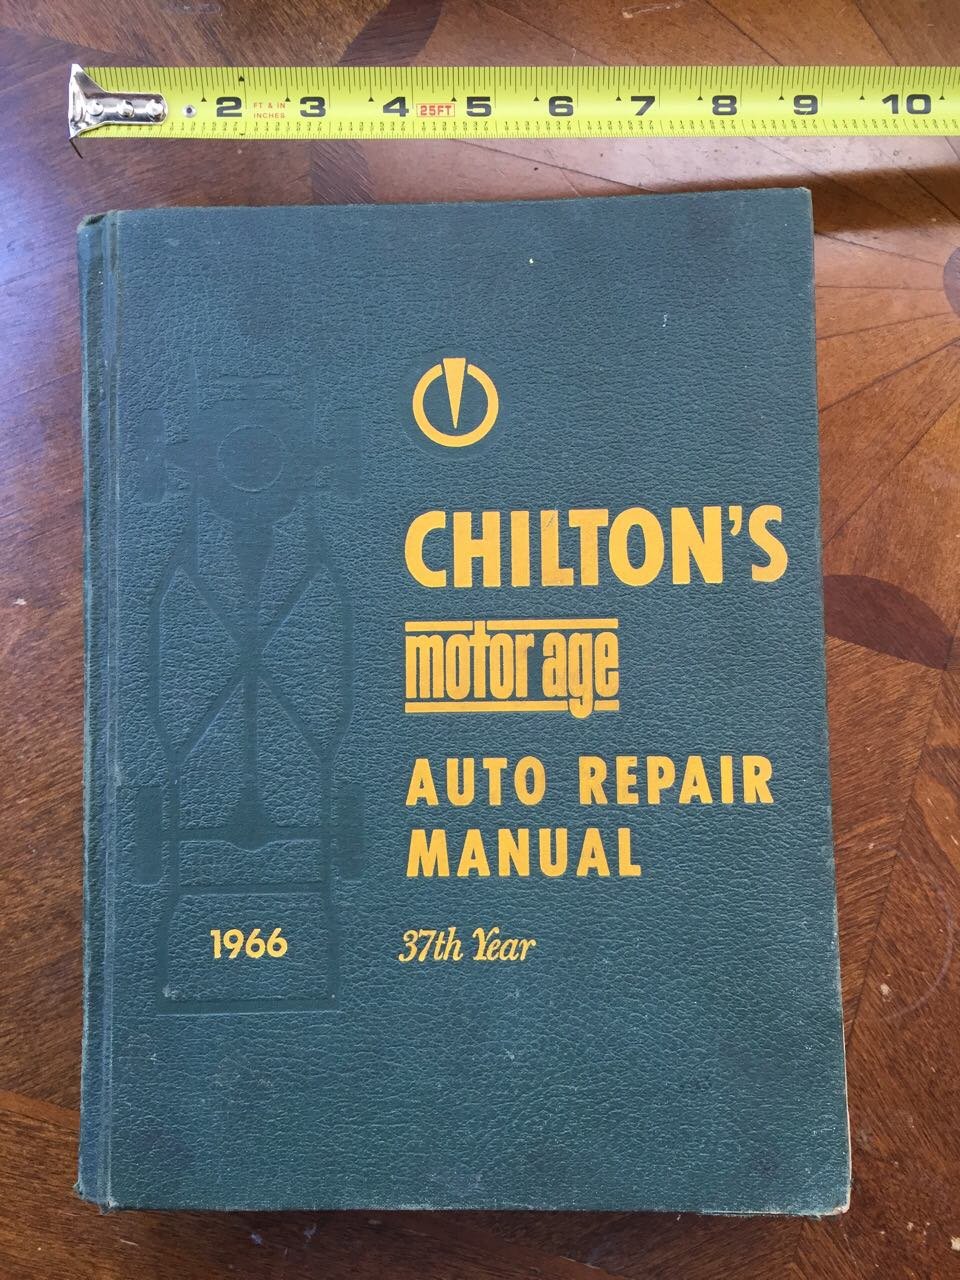 2 FT & IN INCHES 3 4 25FT 5 6 7 8 9 10
CHILTON'S
motor age
AUTO REPAIR
MANUAL
1966 37th Year